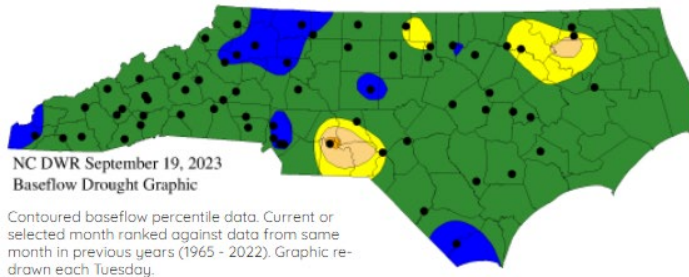 NC DWR September 19, 2023
Baseflow Drought Graphic
Contoured baseflow percentile data. Current or
selected month ranked against data from same
month in previous years (1965 - 2022). Graphic re-
drawn each Tuesday.